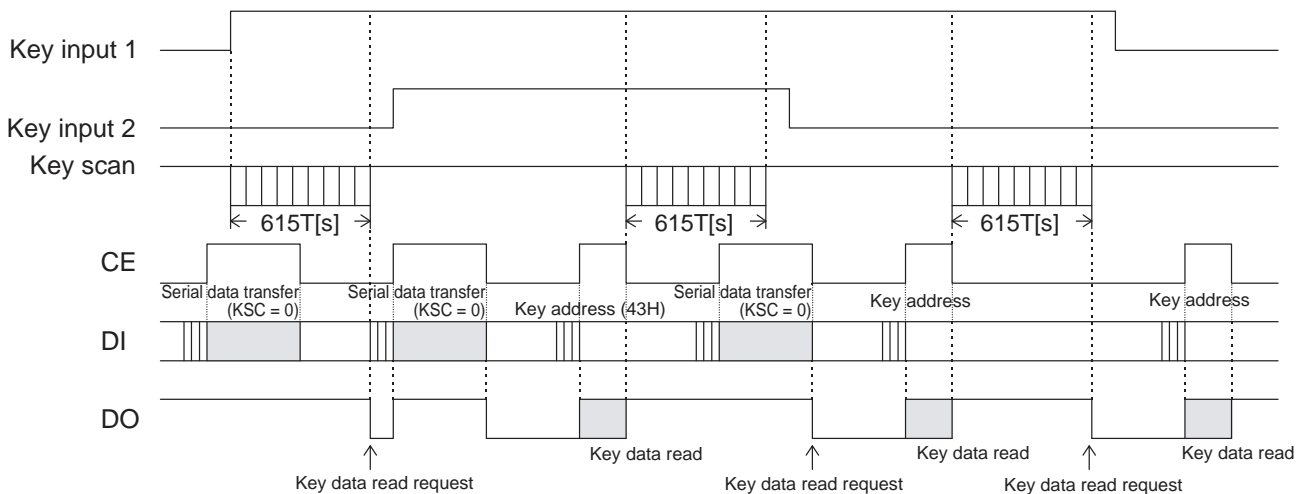 Key input 1
Key input 2
Key scan
615T[s]
615T[s]
615T[s]
CE
Serial data transfer
(KSC = 0)
Serial data transfer
(KSC = 0)
Key address (43H)
Serial data transfer
(KSC = 0)
Key address
Key address
DI
DO
Key data read
Key data read
Key data read
Key data read request
Key data read request
Key data read request